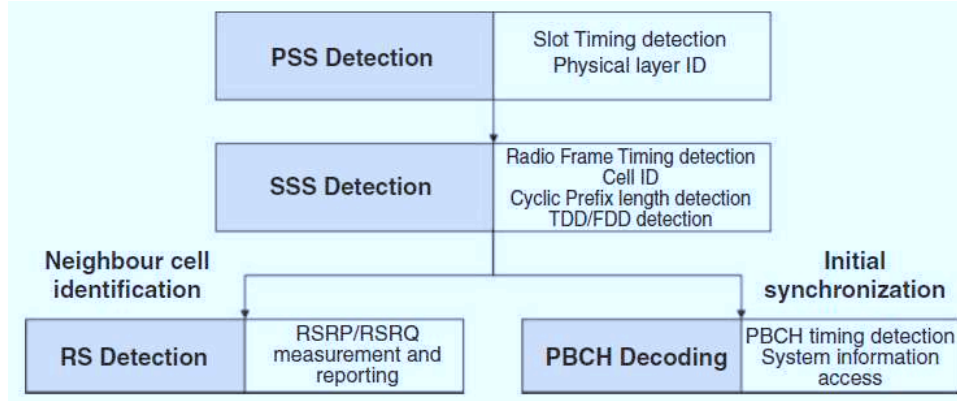 PSS Detection
Slot Timing detection
Physical layer ID
SSS Detection
Radio Frame Timing detection
Cell ID
Cyclic Prefix length detection
TDD/FDD detection
Neighbour cell
identification
Initial
synchronization
RS Detection
RSRP/RSRQ
measurement and
reporting
PBCH Decoding
PBCH timing detection
System information
access